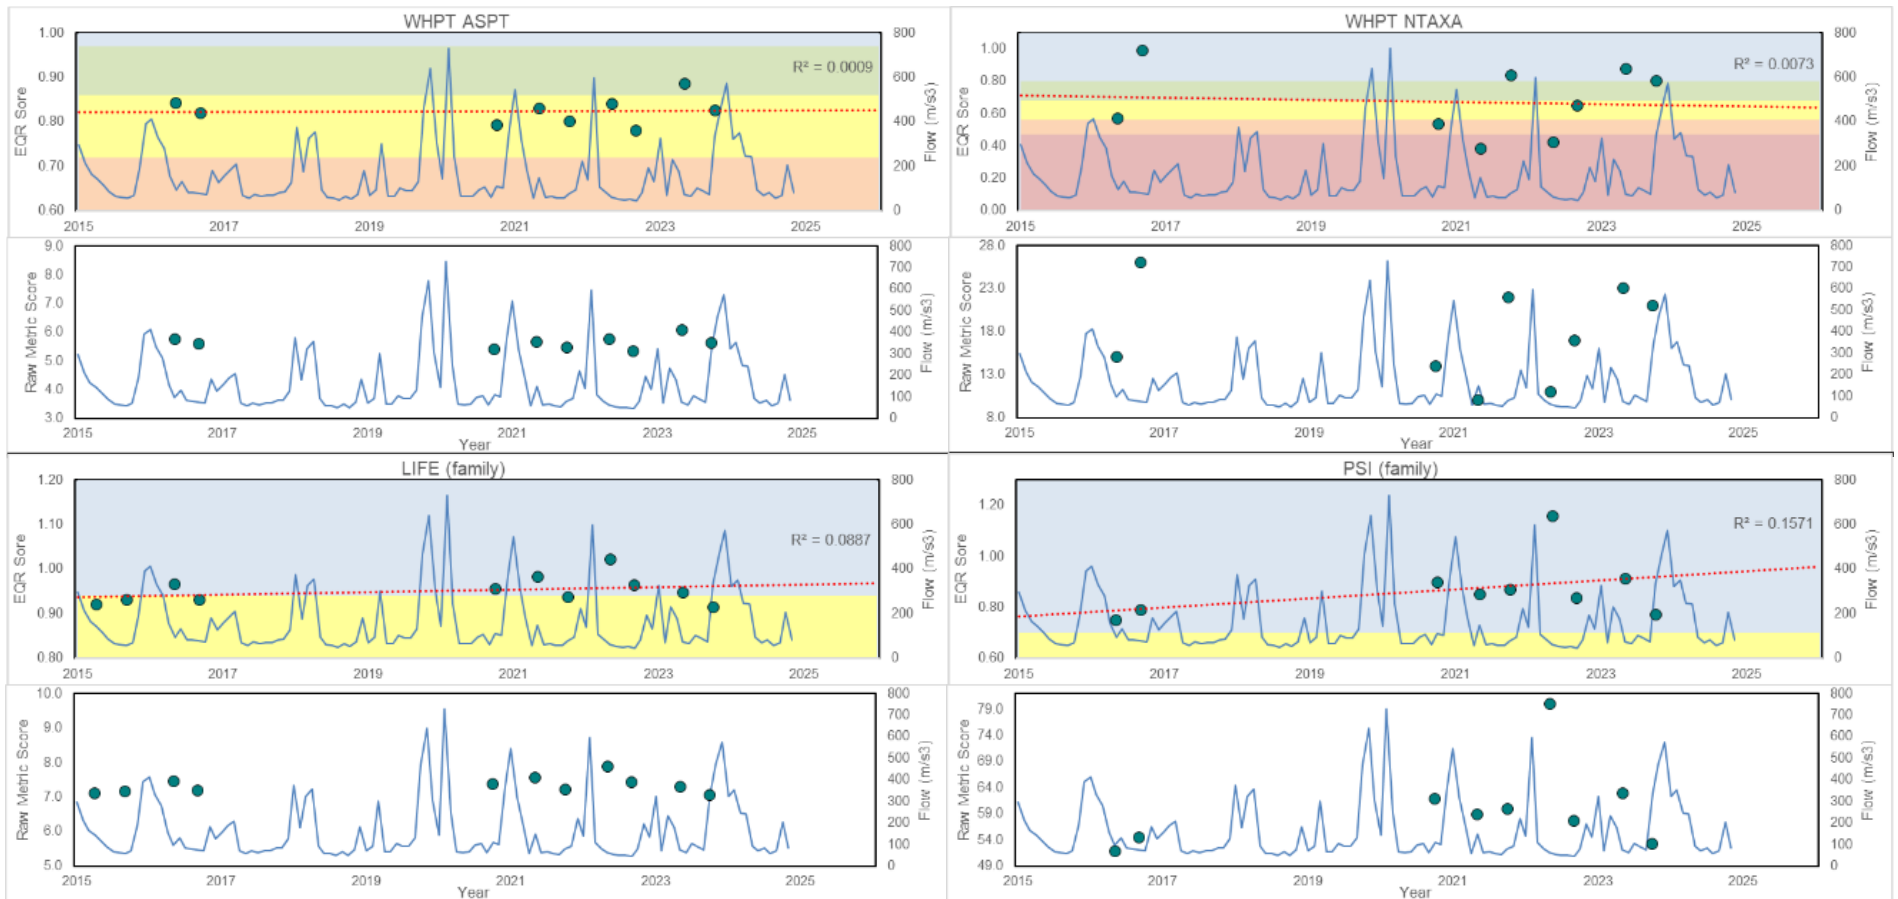 WHPT ASPT
1.00
0.90
0.80
0.70
0.60
EQR Sore
R² = 0.0009
800
600
400
200
0
Flow (m/s3)
2015 2017 2019 2021 2023 2025
WHPT NTAXA
1.00
0.80
0.60
0.40
0.20
0.00
EQR Score
R² = 0.0073
800
600
400
200
0
Flow (m/s3)
2015 2017 2019 2021 2023 2025
9.0
8.0
7.0
6.0
5.0
4.0
3.0
Raw Metric Score
800
700
600
500
400
300
200
100
0
Flow (m/s3)
2015 2017 2019 2021 2023 2025
Year
28.0
23.0
18.0
13.0
8.0
Raw Metric Score
800
700
600
500
400
300
200
100
0
Flow (m/s3)
2015 2017 2019 2021 2023 2025
Year
LIFE (family)
1.20
1.10
1.00
0.90
0.80
EQR Sore
R² = 0.0887
800
600
400
200
0
Flow (m/s3)
2015 2017 2019 2021 2023 2025
PSI (family)
1.20
1.00
0.80
0.60
EQR Sore
R² = 0.1571
800
600
400
200
0
Flow (m/s3)
2015 2017 2019 2021 2023 2025
10.0
9.0
8.0
7.0
6.0
5.0
Raw Metric Score
800
700
600
500
400
300
200
100
0
Flow (m/s3)
2015 2017 2019 2021 2023 2025
Year
79.0
74.0
69.0
64.0
59.0
54.0
49.0
Raw Metric Score
800
700
600
500
400
300
200
100
0
Flow (m/s3)
2015 2017 2019 2021 2023 2025
Year